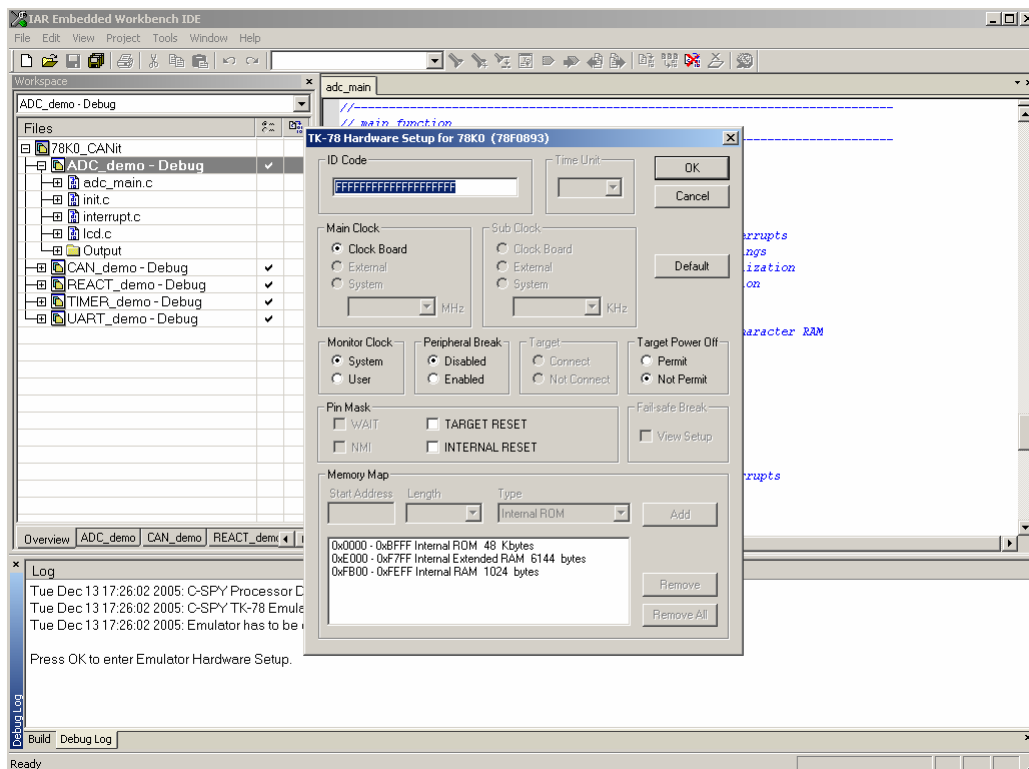 IAR Embedded Workbench IDE
File Edit View Project Tools Window Help
Workspace
ADC_demo - Debug
Files
78K0_CANit
ADC_demo - Debug
adc_main.c
init.c
interrupt.c
lcd.c
Output
CAN_demo - Debug
REACT_demo - Debug
TIMER_demo - Debug
UART_demo - Debug
Overview ADC_demo CAN_demo REACT_demo
adc_main
//
// main function
errupts
ngs
ization
on
aracter RAM
rupts
TK-78 Hardware Setup for 78K0 (78F0893)
ID Code
FFFFFFFFFFFFFFFFFFFF
Time Unit
OK
Cancel
Main Clock
Clock Board
External
System
MHz
Sub Clock
Clock Board
External
System
KHz
Default
Monitor Clock
System
User
Peripheral Break
Disabled
Enabled
Target
Connect
Not Connect
Target Power Off
Permit
Not Permit
Pin Mask
WAIT
TARGET RESET
NMI
INTERNAL RESET
Fail-safe Break
View Setup
Memory Map
Start Address Length Type
Internal ROM
Add
0x0000 - 0xBFFF Internal ROM 48 Kbytes
0xE000 - 0xF7FF Internal Extended RAM 6144 bytes
0xFB00 - 0xFEFF Internal RAM 1024 bytes
Remove
Remove All
Log
Tue Dec 13 17:26:02 2005: C-SPY Processor D
Tue Dec 13 17:26:02 2005: C-SPY TK-78 Emula
Tue Dec 13 17:26:02 2005: Emulator has to be
Press OK to enter Emulator Hardware Setup.
Debug Log
Build Debug Log
Ready